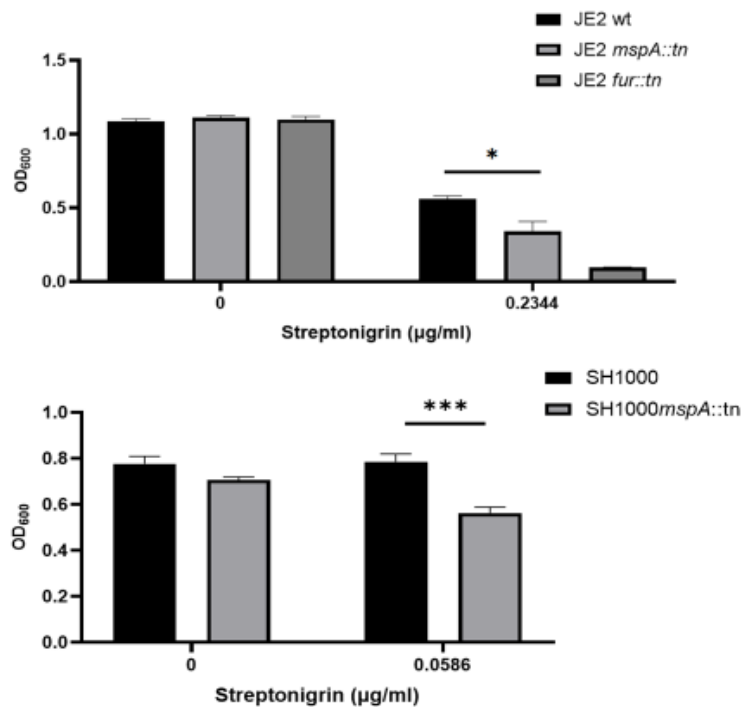 JE2 wt
JE2 mspA::tn
JE2 fur::tn
1.5
1.0
0.5
0.0
OD600
*
0
0.2344
Streptonigrin (µg/ml)
SH1000
SH1000mspA::tn
1.0
0.8
0.6
0.4
0.2
0.0
OD600
***
0
0.0586
Streptonigrin (µg/ml)